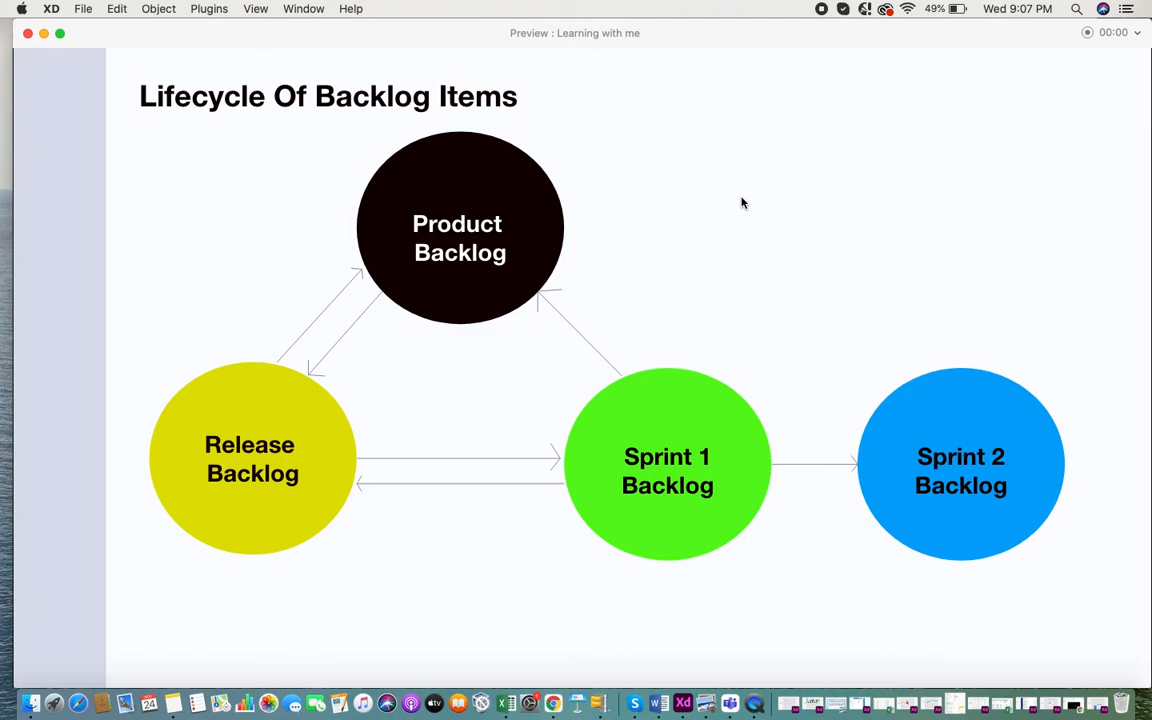 XD File Edit Object Plugins View Window Help 49% Wed 9:07 PM
Preview : Learning with me 00:00
Lifecycle Of Backlog Items
Product
Backlog
Release
Backlog
Sprint 1
Backlog
Sprint 2
Backlog